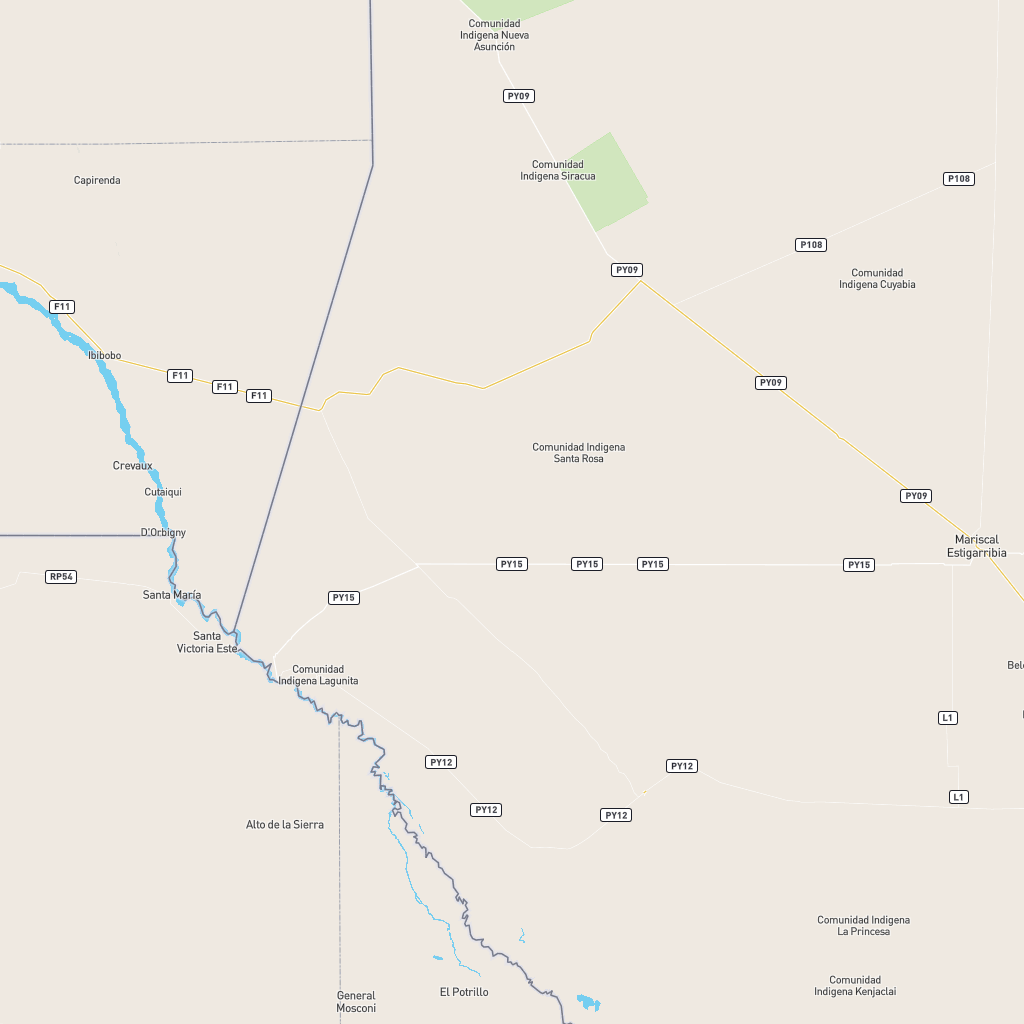 Comunidad
Indigena Nueva
Asunción
PY09
Comunidad
Indigena Siracua
Capirenda
P108
P108
PY09
Comunidad
Indigena Cuyabia
F11
Ibibobo
F11
F11
F11
PY09
Comunidad Indigena
Santa Rosa
Crevaux
Cutaiqui
PY09
D'Orbigny
Mariscal
Estigarribia
PY15
PY15
PY15
PY15
RP54
Santa María
PY15
Santa
Victoria Este
Comunidad
Indigena Lagunita
L1
PY12
PY12
L1
PY12
PY12
Alto de la Sierra
Comunidad Indigena
La Princesa
Comunidad
Indigena Kenjaclai
El Potrillo
General
Mosconi